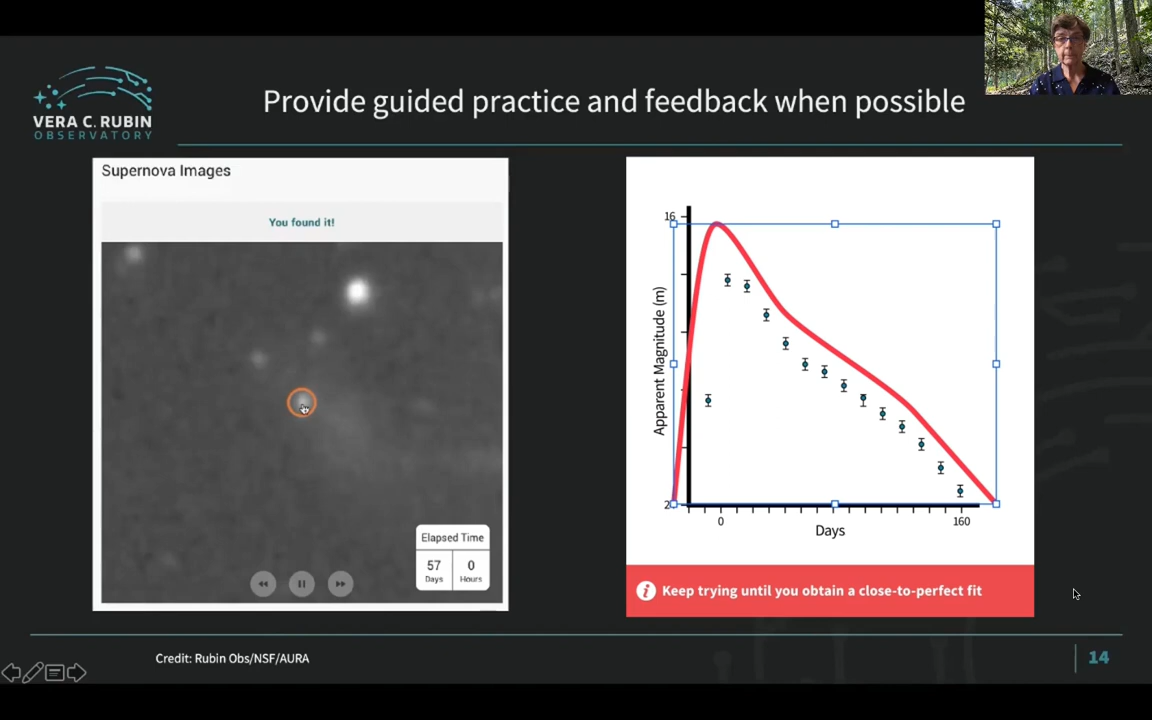 VERA C. RUBIN
OBSERVATORY
Provide guided practice and feedback when possible
Supernova Images
You found it!
Elapsed Time
57
0
Days
Hours
16
Apparent Magnitude (m)
0
160
Days
Keep trying until you obtain a close-to-perfect fit
Credit: Rubin Obs/NSF/AURA
14